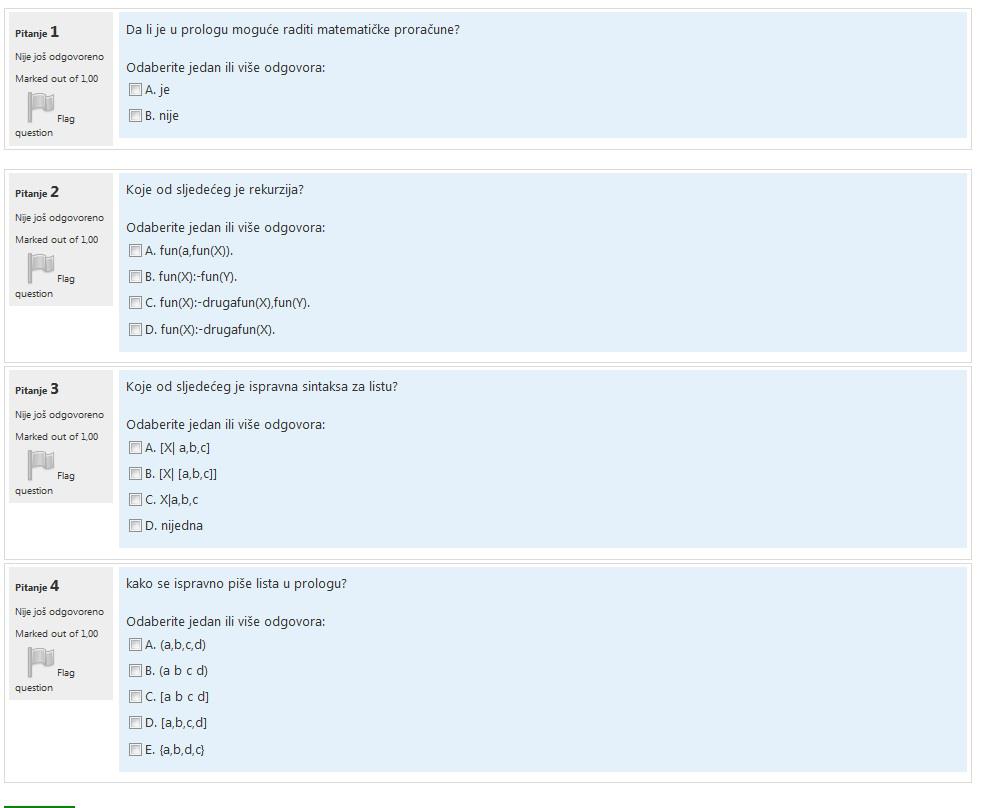 Pitanje 1
Nije još odgovoreno
Marked out of 1,00
Flag
question
Da li je u prologu moguće raditi matematičke proračune?
Odaberite jedan ili više odgovora:
A. je
B. nije
Pitanje 2
Nije još odgovoreno
Marked out of 1,00
Flag
question
Koje od sljedećeg je rekurzija?
Odaberite jedan ili više odgovora:
A. fun(a,fun(X)).
B. fun(X):-fun(Y).
C. fun(X):-drugafun(X),fun(Y).
D. fun(X):-drugafun(X).
Pitanje 3
Nije još odgovoreno
Marked out of 1,00
Flag
question
Koje od sljedećeg je ispravna sintaksa za listu?
Odaberite jedan ili više odgovora:
A. [X| a,b,c]
B. [X| [a,b,c]]
C. X|a,b,c
D. nijedna
Pitanje 4
Nije još odgovoreno
Marked out of 1,00
Flag
question
kako se ispravno piše lista u prologu?
Odaberite jedan ili više odgovora:
A. (a,b,c,d)
B. (a b c d)
C. [a b c d]
D. [a,b,c,d]
E. {a,b,d,c}